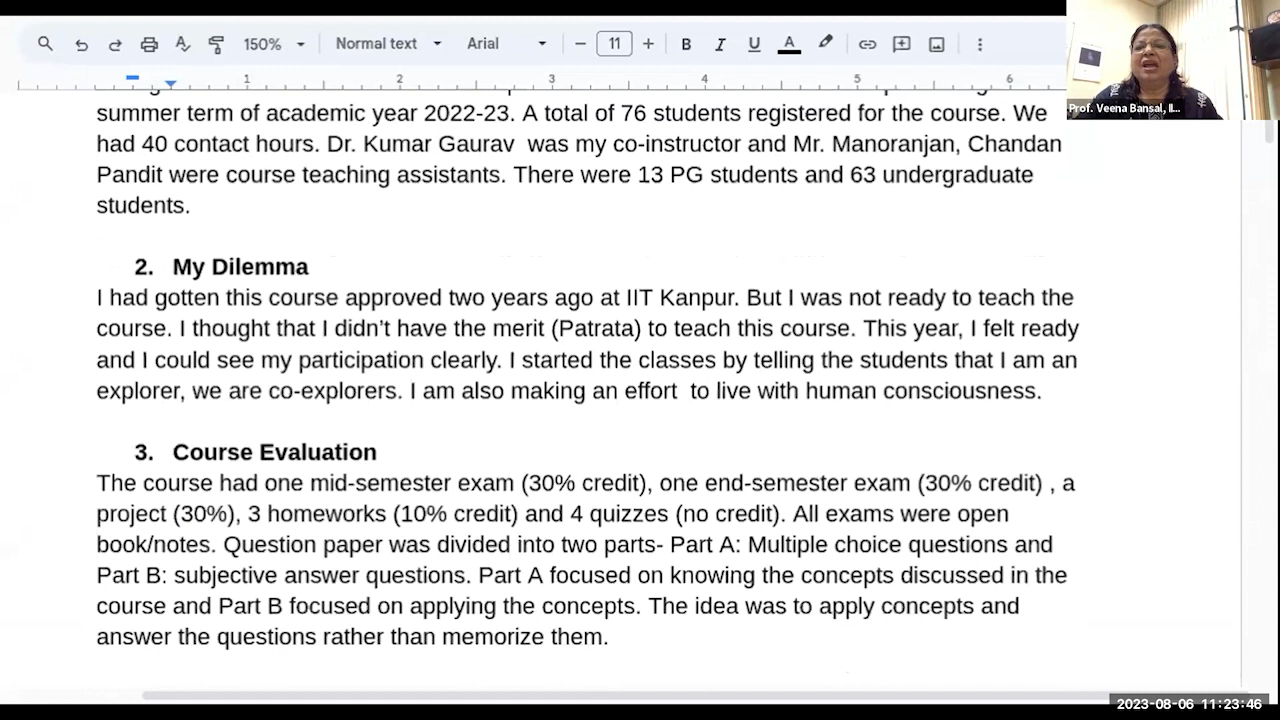 150% Normal text Arial 11 B I U A
1 2 3 4 5 6
summer term of academic year 2022-23. A total of 76 students registered for the course. We
had 40 contact hours. Dr. Kumar Gaurav  was my co-instructor and Mr. Manoranjan, Chandan
Pandit were course teaching assistants. There were 13 PG students and 63 undergraduate
students.
2. My Dilemma
I had gotten this course approved two years ago at IIT Kanpur. But I was not ready to teach the
course. I thought that I didn’t have the merit (Patrata) to teach this course. This year, I felt ready
and I could see my participation clearly. I started the classes by telling the students that I am an
explorer, we are co-explorers. I am also making an effort  to live with human consciousness.
3. Course Evaluation
The course had one mid-semester exam (30% credit), one end-semester exam (30% credit) , a
project (30%), 3 homeworks (10% credit) and 4 quizzes (no credit). All exams were open
book/notes. Question paper was divided into two parts- Part A: Multiple choice questions and
Part B: subjective answer questions. Part A focused on knowing the concepts discussed in the
course and Part B focused on applying the concepts. The idea was to apply concepts and
answer the questions rather than memorize them.
Prof. Veena Bansal, II...
2023-08-06 11:23:46